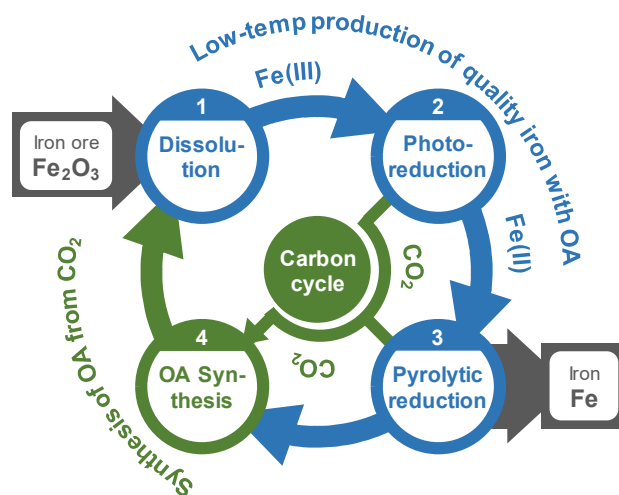 Low-temp production of quality iron with OA
Fe(III)
1
Dissolu-
tion
2
Photo-
reduction
Iron ore
Fe₂O₃
Fe(II)
Carbon
cycle
CO₂
CO₂
Synthesis of OA from CO₂
4
OA Syn-
thesis
3
Pyrolytic
reduction
Iron
Fe